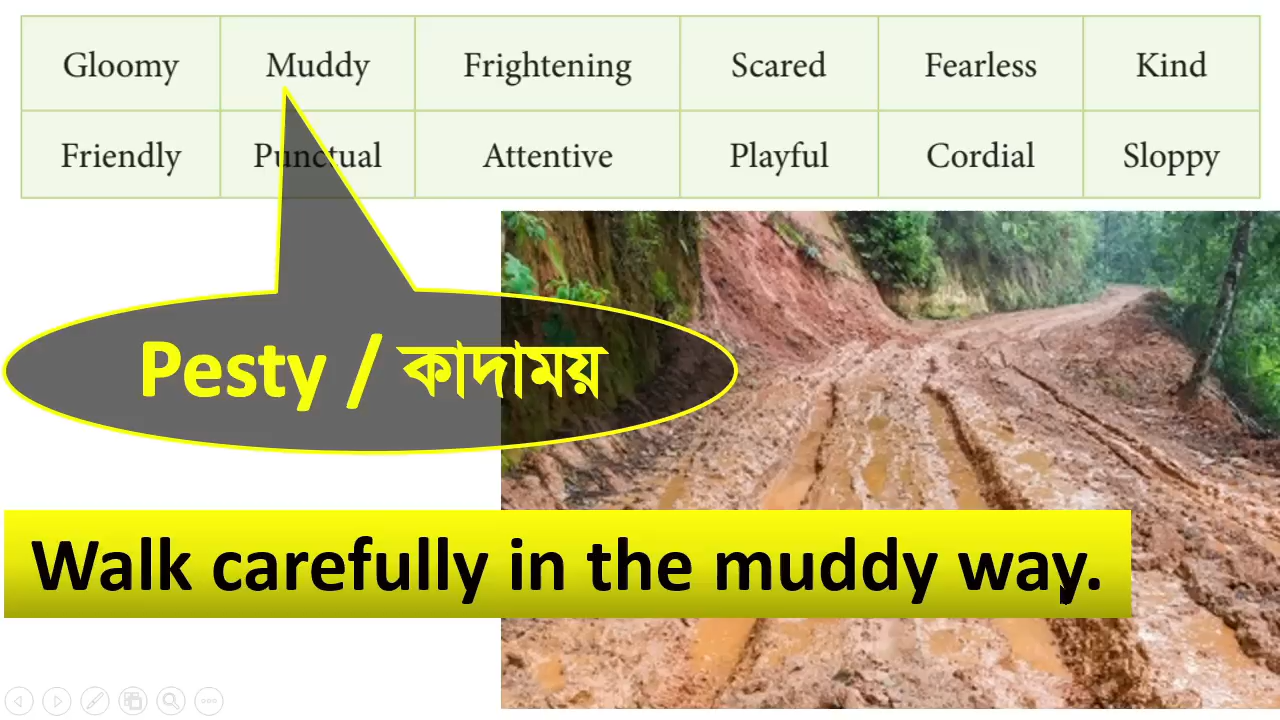 Gloomy Muddy Frightening Scared Fearless Kind
Friendly Punctual Attentive Playful Cordial Sloppy
Pesty / কাদাময়
Walk carefully in the muddy way.